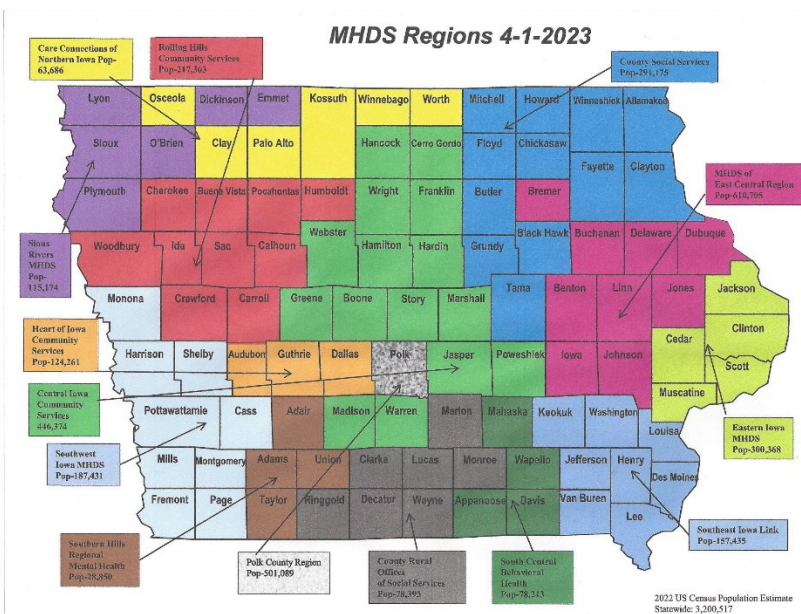 MHDS Regions 4-1-2023
Care Connections of
Northern Iowa Pop-
63,686
Rolling Hills
Community Services
Pop-217,363
County Social Services
Pop-291,175
Lyon
Osceola
Dickinson
Emmet
Kossuth
Winnebago
Worth
Mitchell
Howard
Winneshiek
Allamakee
Sioux
O'Brien
Clay
Palo Alto
Hancock
Cerro Gordo
Floyd
Chickasaw
Fayette
Clayton
Plymouth
Cherokee
Buena Vista
Pocahontas
Humboldt
Wright
Franklin
Butler
Bremer
MHDS of
East Central Region
Pop-610,705
Woodbury
Ida
Sac
Calhoun
Webster
Hamilton
Hardin
Grundy
Black Hawk
Buchanan
Delaware
Dubuque
Sioux
Rivers
MHDS
Pop-
115,174
Monona
Crawford
Carroll
Greene
Boone
Story
Marshall
Tama
Benton
Linn
Jones
Jackson
Heart of Iowa
Community
Services
Pop-124,261
Harrison
Shelby
Audubon
Guthrie
Dallas
Polk
Jasper
Poweshiek
Iowa
Johnson
Cedar
Clinton
Scott
Muscatine
Central Iowa
Community
Services
446,374
Pottawattamie
Cass
Adair
Madison
Warren
Marion
Mahaska
Keokuk
Washington
Louisa
Eastern Iowa
MHDS
Pop-300,368
Southwest
Iowa MHDS
Pop-187,431
Mills
Montgomery
Adams
Union
Clarke
Lucas
Monroe
Wapello
Jefferson
Henry
Des Moines
Fremont
Page
Taylor
Ringgold
Decatur
Wayne
Appanoose
Davis
Van Buren
Lee
Southern Hills
Regional
Mental Health
Pop-28,850
Polk County Region
Pop-501,089
County Rural
Offices
of Social Services
Pop-78,393
South Central
Behavioral
Health
Pop-78,213
Southeast Iowa Link
Pop-157,435
2022 US Census Population Estimate
Statewide: 3,200,517